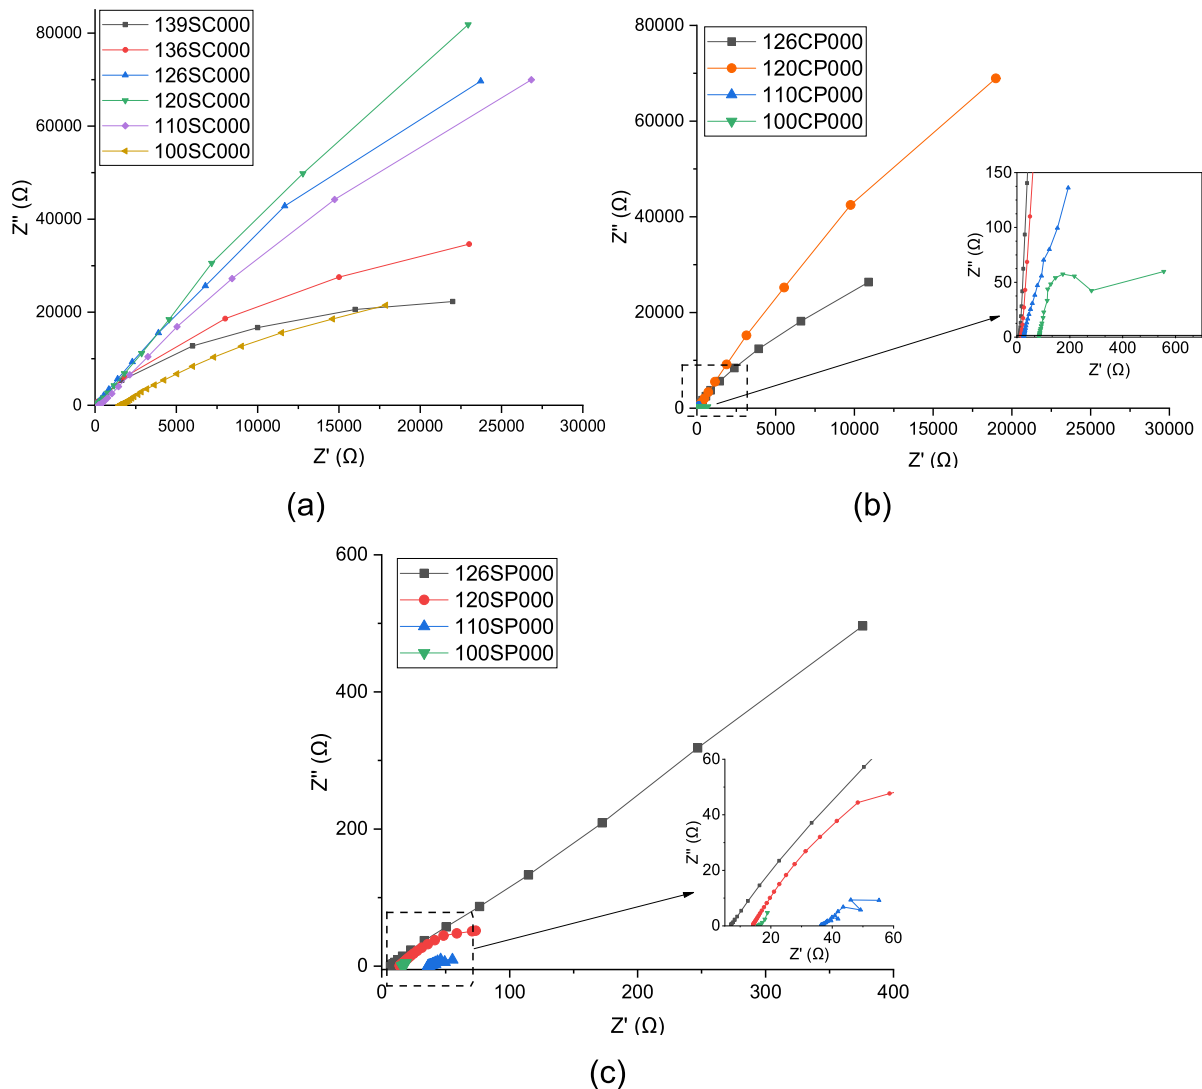 139SC000
136SC000
126SC000
120SC000
110SC000
100SC000
80000
60000
40000
20000
0
Z'' (Ω)
0 5000 10000 15000 20000 25000 30000
Z' (Ω)
(a)
126CP000
120CP000
110CP000
100CP000
80000
60000
40000
20000
0
Z'' (Ω)
0 5000 10000 15000 20000 25000 30000
Z' (Ω)
150
100
50
0
Z'' (Ω)
0 200 400 600
Z' (Ω)
(b)
126SP000
120SP000
110SP000
100SP000
600
400
200
0
Z'' (Ω)
0 100 200 300 400
Z' (Ω)
60
40
20
0
Z'' (Ω)
20 40 60
Z' (Ω)
(c)